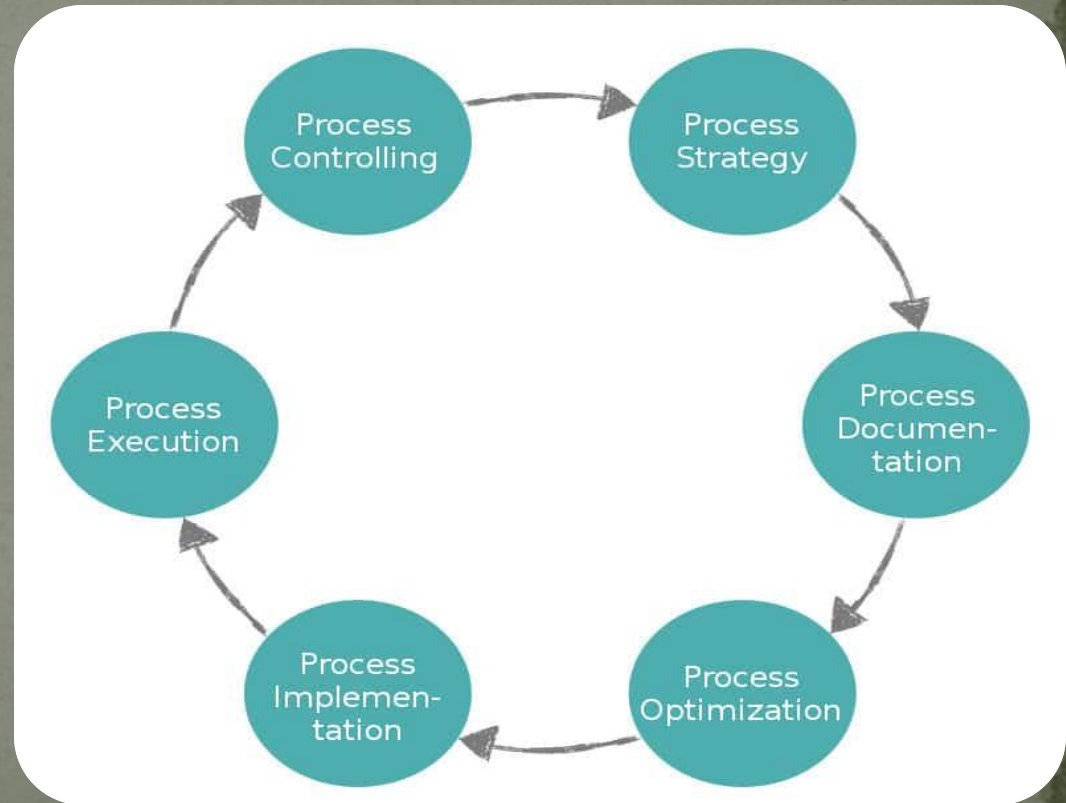 Process
Controlling
Process
Strategy
Process
Documen-
tation
Process
Optimization
Process
Implemen-
tation
Process
Execution